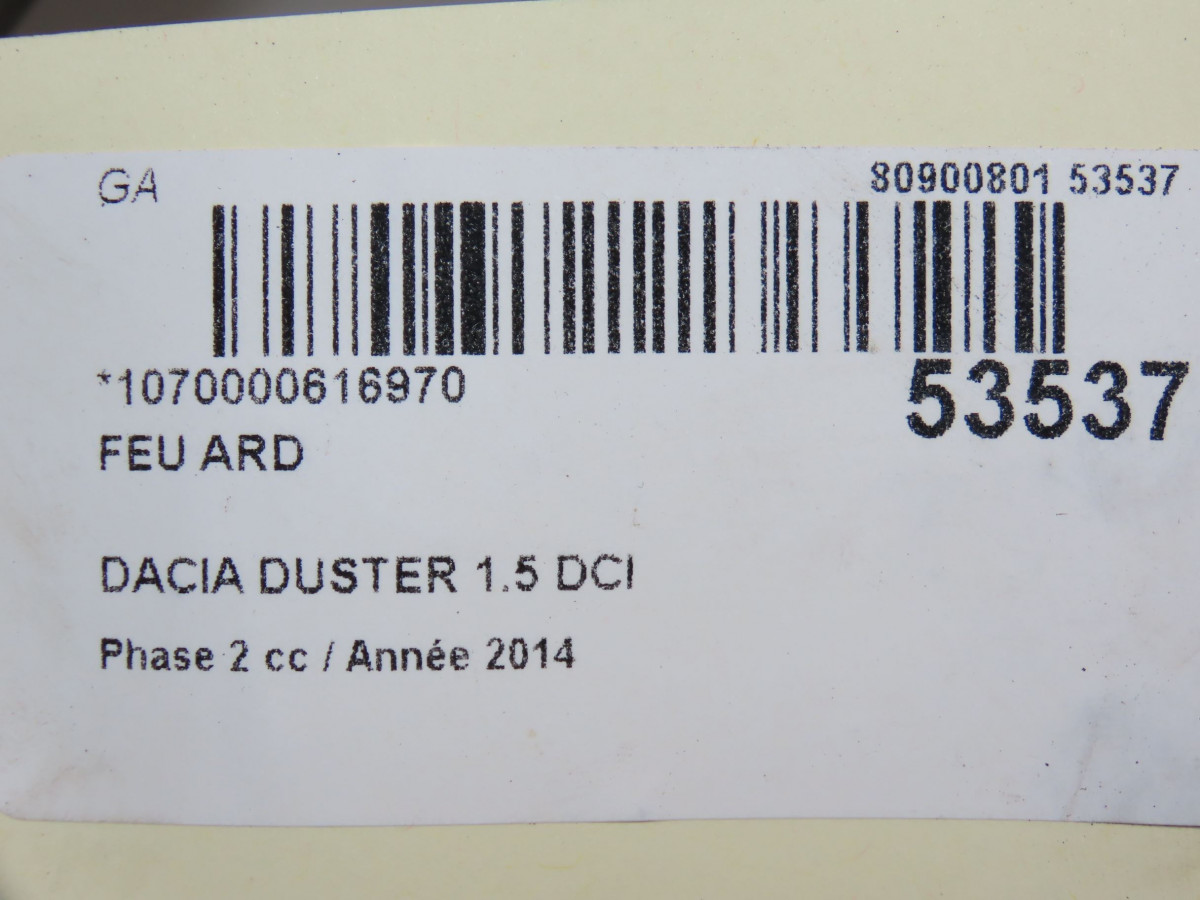 GA
80900801 53537
*1070000616970
53537
FEU ARD
DACIA DUSTER 1.5 DCI
Phase 2 cc / Année 2014